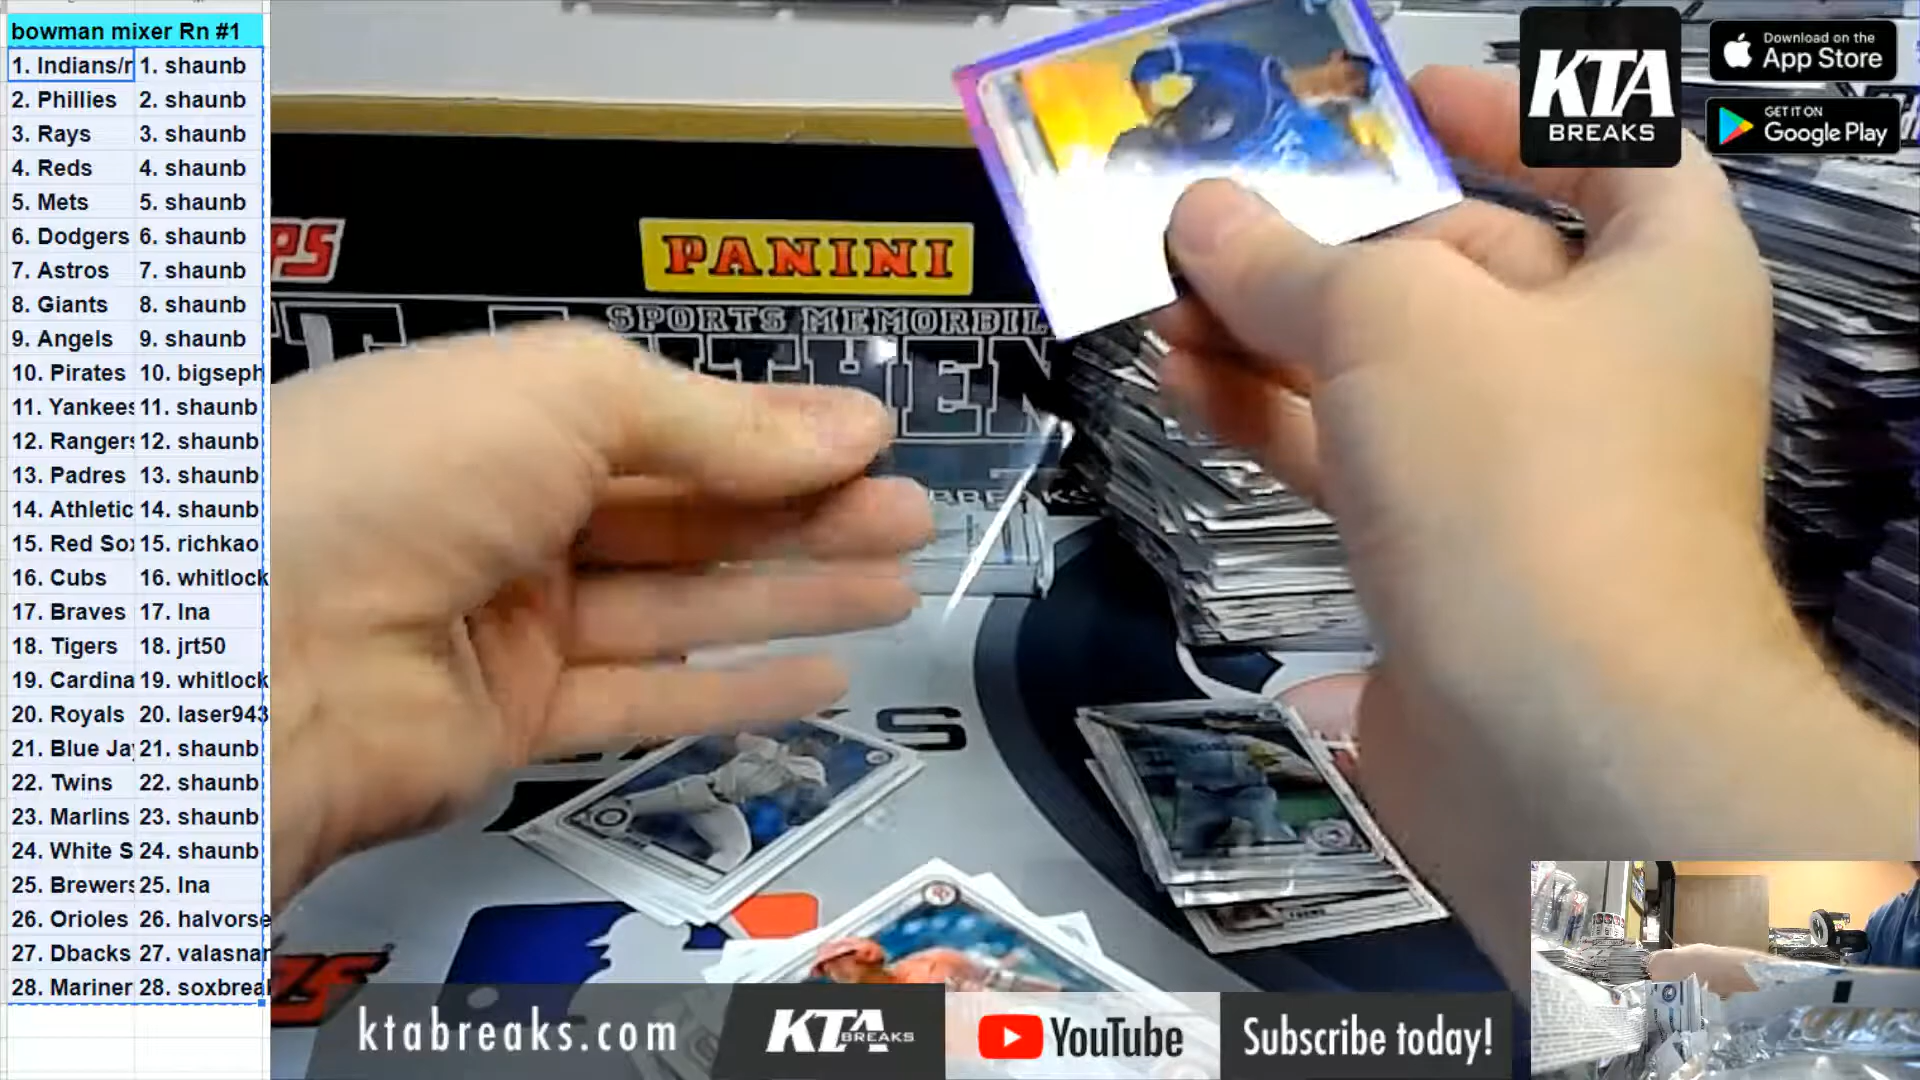 bowman mixer Rn #1
1. Indians/r 1. shaunb
2. Phillies 2. shaunb
3. Rays 3. shaunb
4. Reds 4. shaunb
5. Mets 5. shaunb
6. Dodgers 6. shaunb
7. Astros 7. shaunb
8. Giants 8. shaunb
9. Angels 9. shaunb
10. Pirates 10. bigseph
11. Yankees 11. shaunb
12. Rangers 12. shaunb
13. Padres 13. shaunb
14. Athletic 14. shaunb
15. Red Sox 15. richkao
16. Cubs 16. whitlock
17. Braves 17. lna
18. Tigers 18. jrt50
19. Cardina 19. whitlock
20. Royals 20. laser943
21. Blue Jay 21. shaunb
22. Twins 22. shaunb
23. Marlins 23. shaunb
24. White S 24. shaunb
25. Brewers 25. lna
26. Orioles 26. halvorse
27. Dbacks 27. valasnar
28. Mariner 28. soxbreak
KTA
BREAKS
Download on the
App Store
GET IT ON
Google Play
PANINI
SPORTS MEMORBIL
ktabreaks.com
KTA BREAKS
YouTube
Subscribe today!